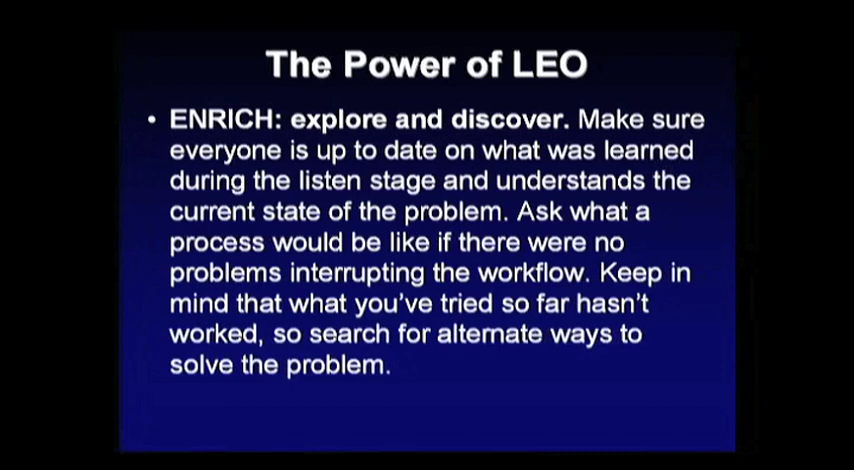 The Power of LEO
• ENRICH: explore and discover. Make sure
everyone is up to date on what was learned
during the listen stage and understands the
current state of the problem. Ask what a
process would be like if there were no
problems interrupting the workflow. Keep in
mind that what you've tried so far hasn't
worked, so search for alternate ways to
solve the problem.